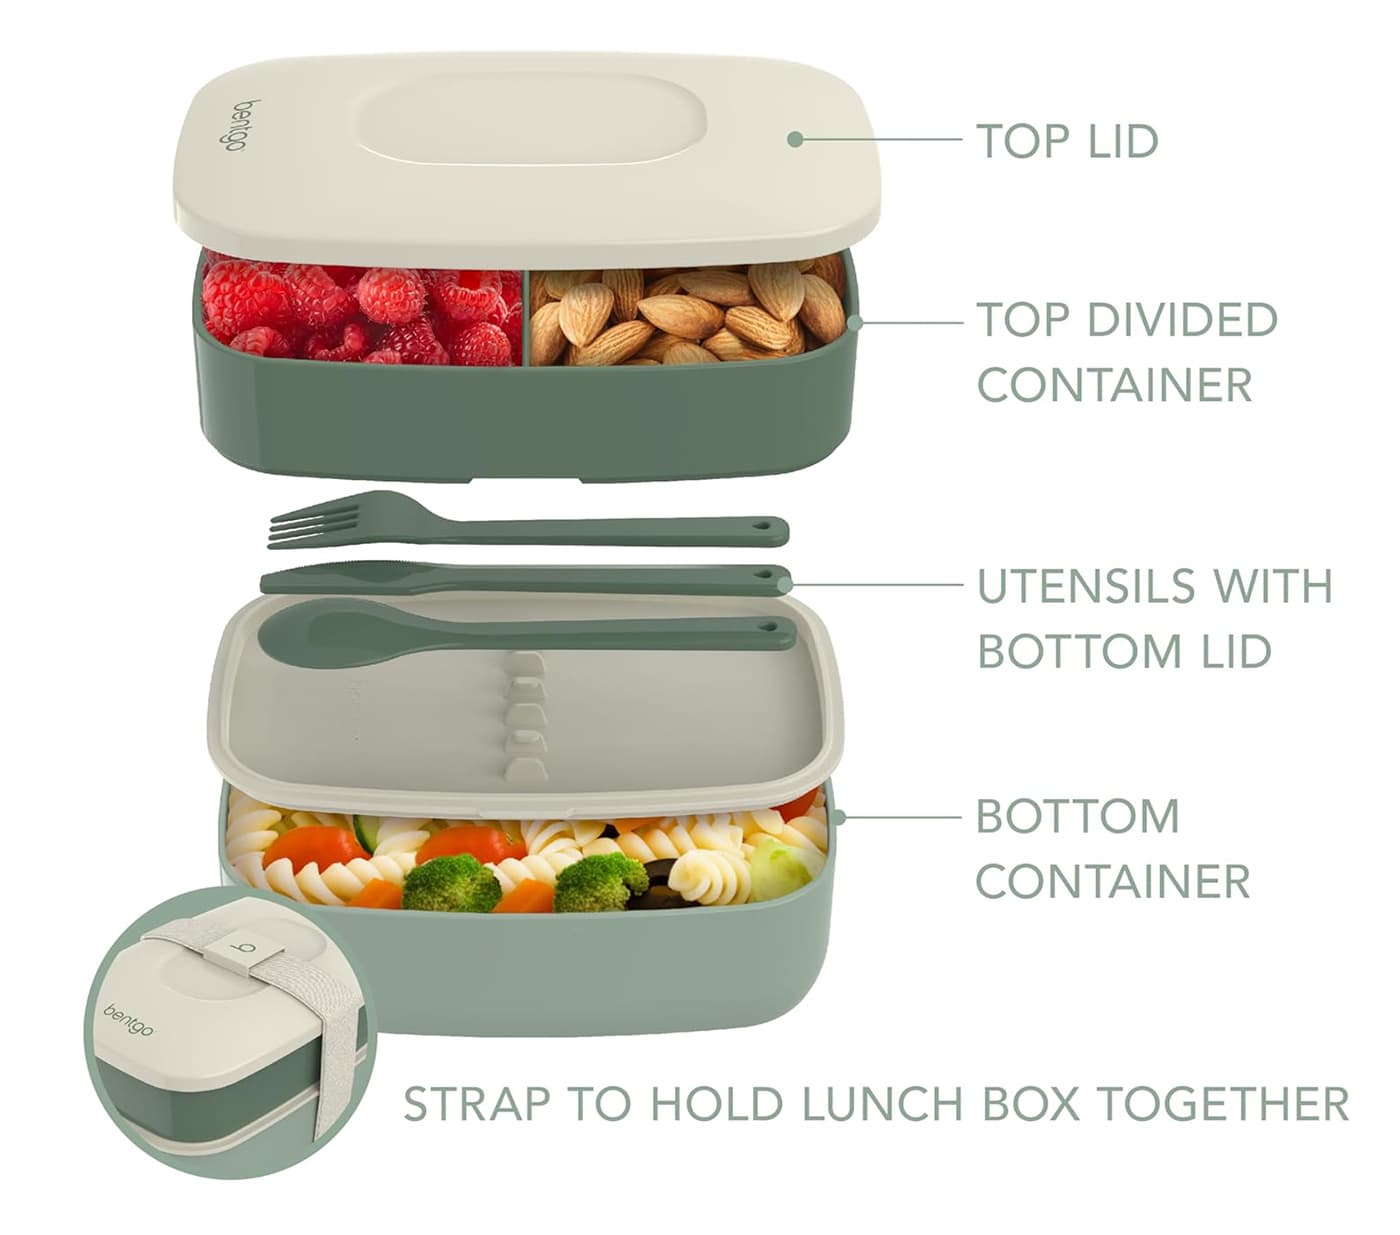 bentgo
TOP LID
TOP DIVIDED
CONTAINER
UTENSILS WITH
BOTTOM LID
BOTTOM
CONTAINER
b
bentgo
STRAP TO HOLD LUNCH BOX TOGETHER